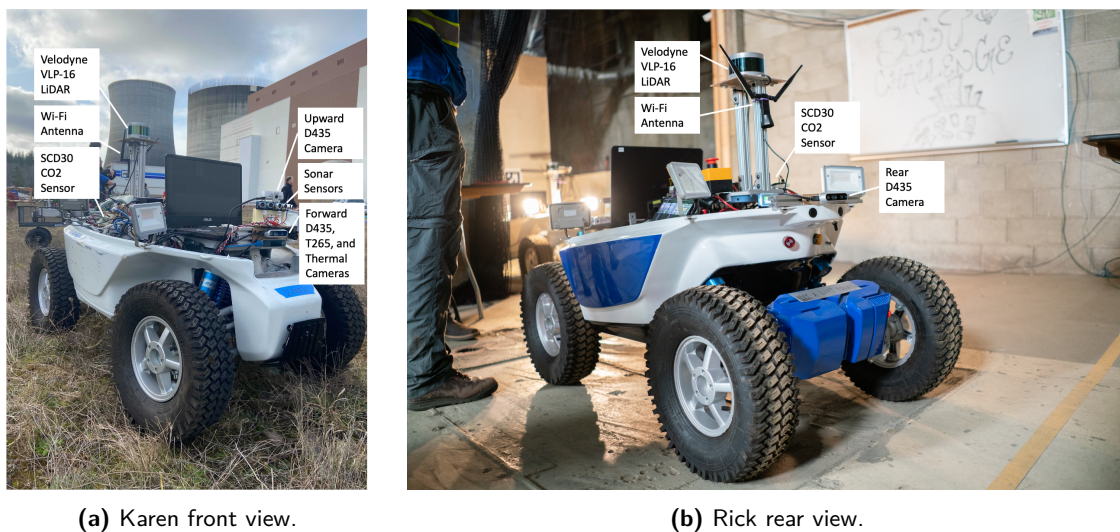 Velodyne
VLP-16
LiDAR
Wi-Fi
Antenna
SCD30
CO2
Sensor
Upward
D435
Camera
Sonar
Sensors
Forward
D435,
T265, and
Thermal
Cameras
Velodyne
VLP-16
LiDAR
Wi-Fi
Antenna
SCD30
CO2
Sensor
Rear
D435
Camera
CHALLENGE
(a) Karen front view.
(b) Rick rear view.